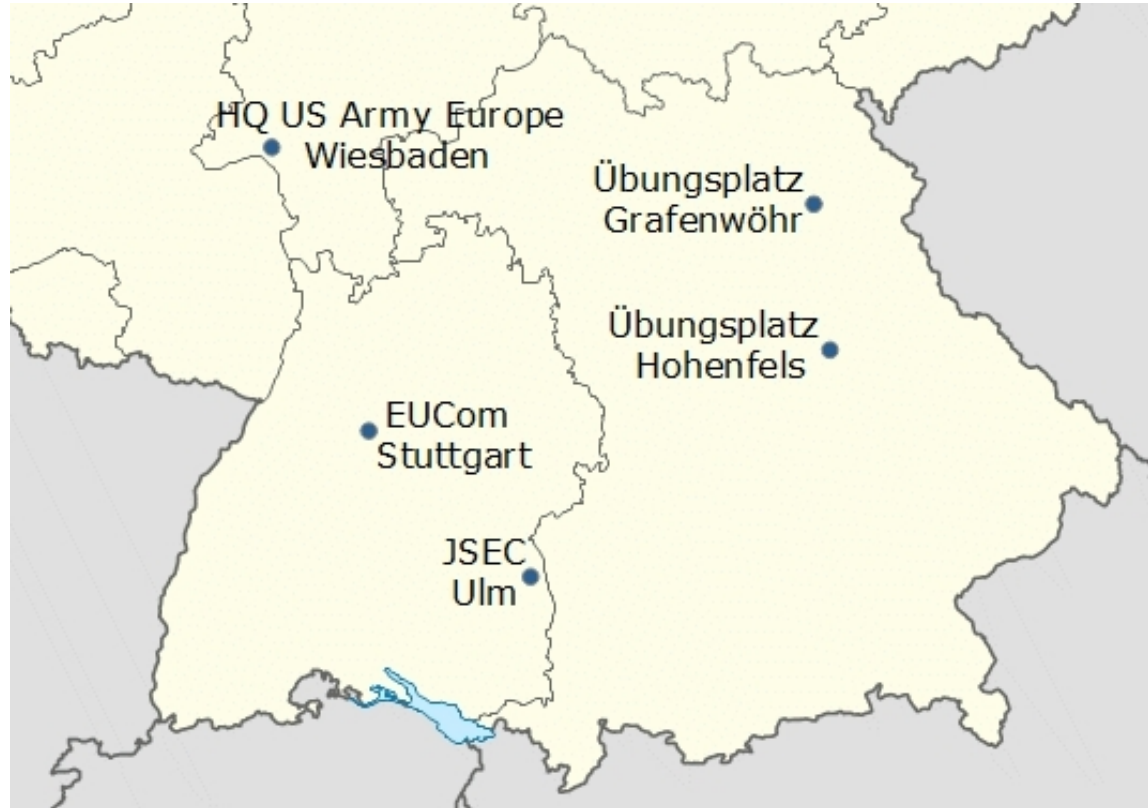 HQ US Army Europe
Wiesbaden
Übungsplatz
Grafenwöhr
Übungsplatz
Hohenfels
EUCom
Stuttgart
JSEC
Ulm